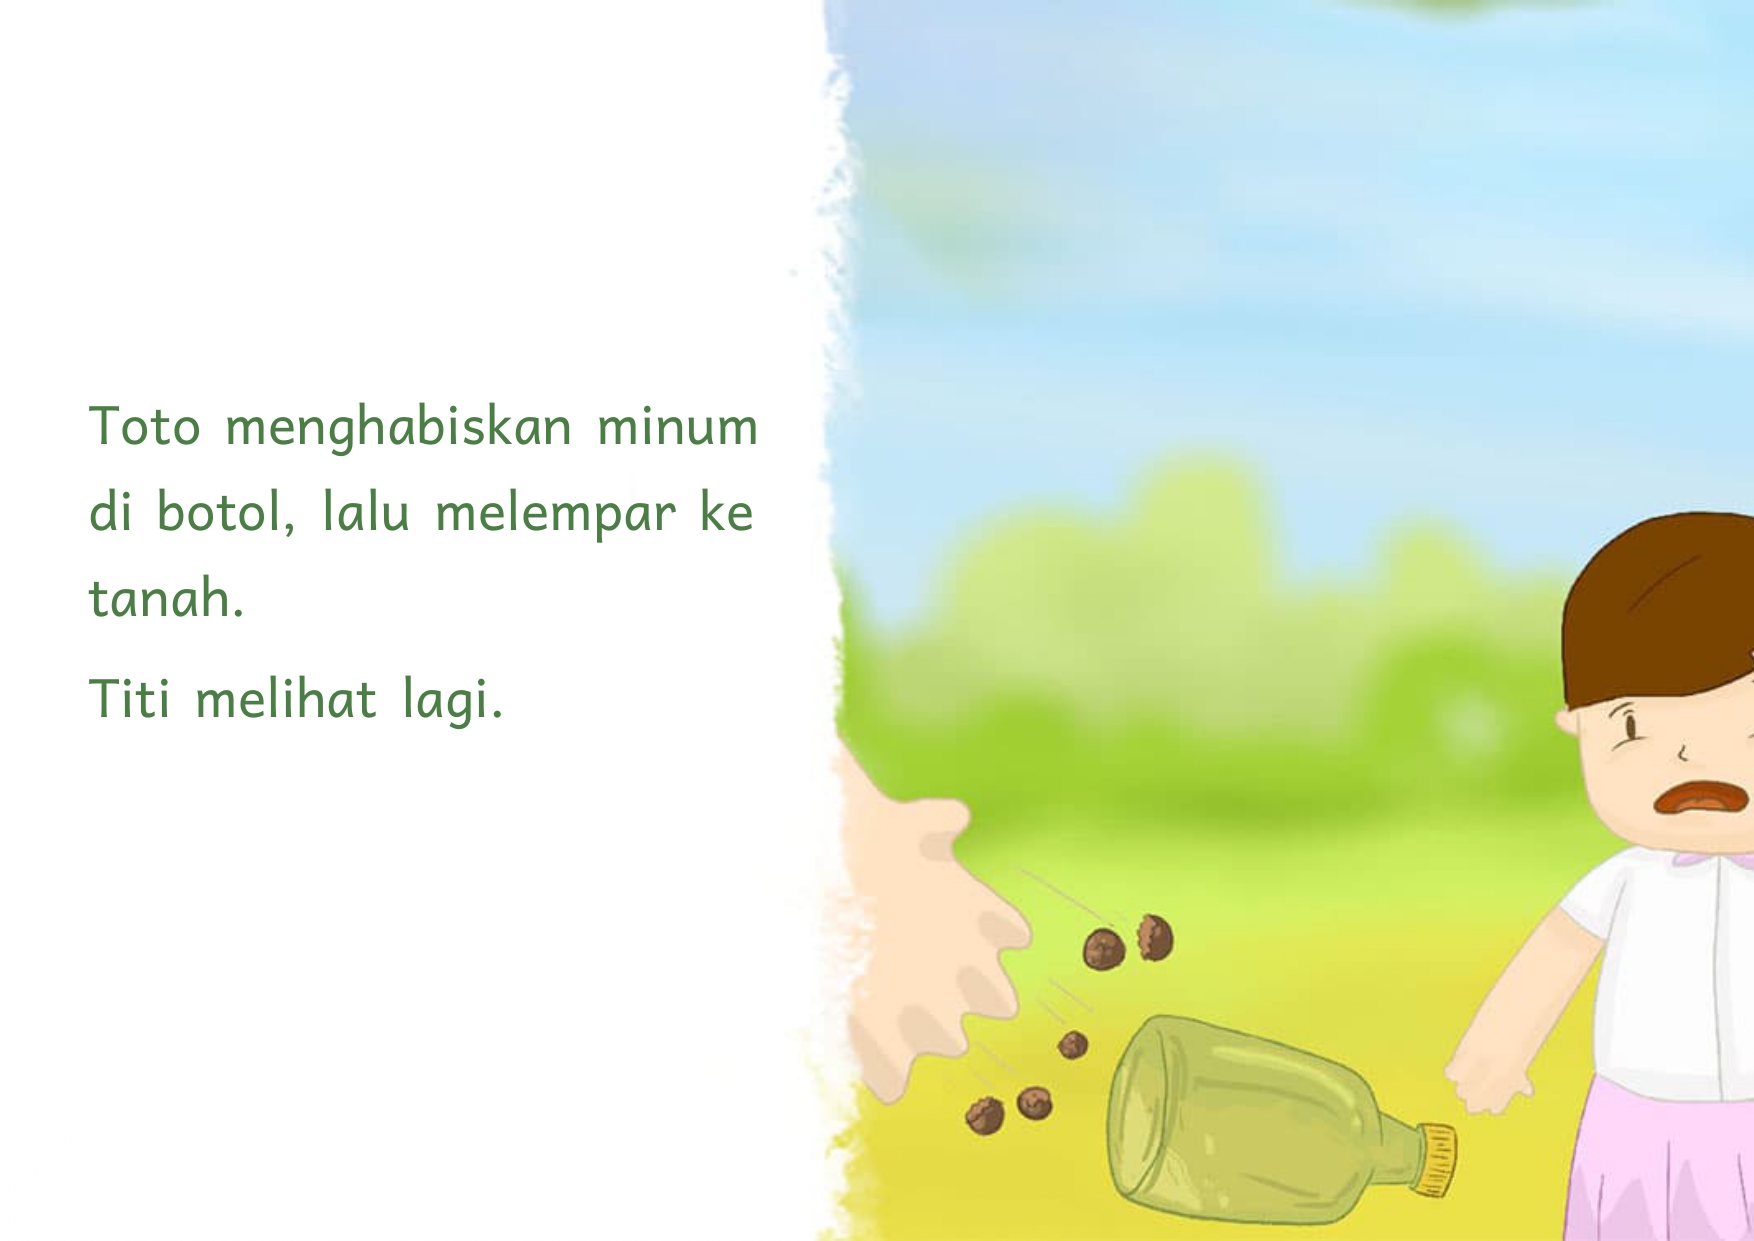 Toto menghabiskan minum
di botol, lalu melempar ke
tanah.
Titi melihat lagi.